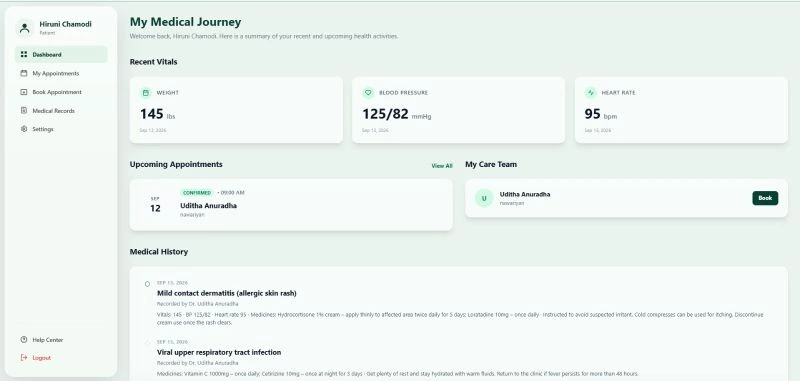 Hiruni Chamodi
Patient
Dashboard
My Appointments
Book Appointment
Medical Records
Settings
Help Center
Logout
My Medical Journey
Welcome back, Hiruni Chamodi. Here is a summary of your recent and upcoming health activities.
Recent Vitals
WEIGHT
145 lbs
Sep 12, 2026
BLOOD PRESSURE
125/82 mmHg
Sep 13, 2026
HEART RATE
95 bpm
Sep 13, 2026
Upcoming Appointments
View All
SEP
12
CONFIRMED • 09:00 AM
Uditha Anuradha
nawariyan
My Care Team
U
Uditha Anuradha
nawariyan
Book
Medical History
SEP 13, 2026
Mild contact dermatitis (allergic skin rash)
Recorded by Dr. Uditha Anuradha
Vitals: 145 · BP 125/82 · Heart rate 95 · Medicines: Hydrocortisone 1% cream – apply thinly to affected area twice daily for 5 days; Loratadine 10mg – once daily · Instructed to avoid suspected irritant. Cold compresses can be used for itching. Discontinue
cream use once the rash clears.
SEP 13, 2026
Viral upper respiratory tract infection
Recorded by Dr. Uditha Anuradha
Medicines: Vitamin C 1000mg – once daily; Cetirizine 10mg – once at night for 3 days · Get plenty of rest and stay hydrated with warm fluids. Return to the clinic if fever persists for more than 48 hours.